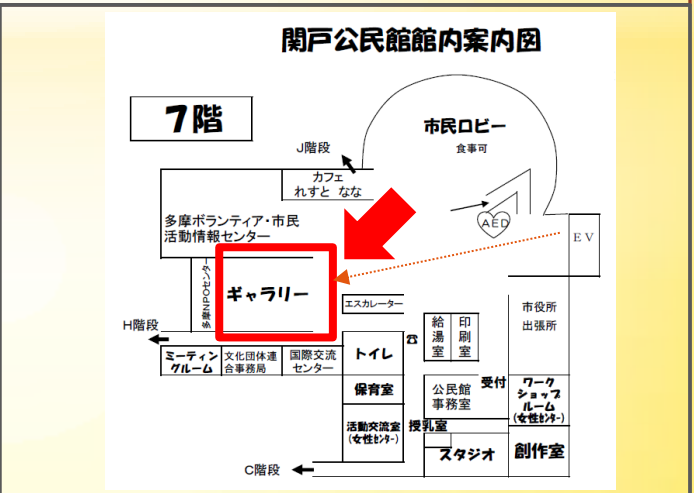 関戸公民館館内案内図
7階
市民ロビー
食事可
J階段
カフェ
れすと なな
AED
多摩ボランティア・市民
活動情報センター
EV
多摩NPOセンター
ギャラリー
エスカレーター
市役所
出張所
H階段
給湯室
印刷室
ミーティン
グルーム
文化団体連
合事務局
国際交流
センター
トイレ
保育室
公民館
事務室
受付
ワーク
ショップ
ルーム
(女性センター)
活動交流室
(女性センター)
授乳室
スタジオ
創作室
C階段